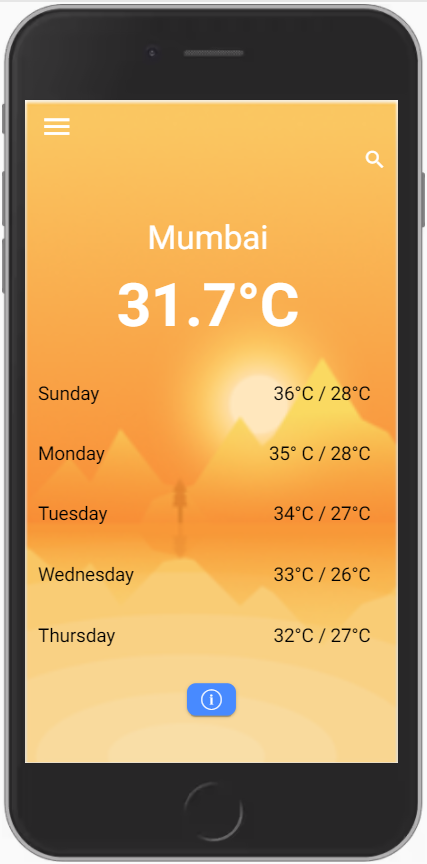 Mumbai
31.7°C
Sunday 36°C / 28°C
Monday 35° C / 28°C
Tuesday 34°C / 27°C
Wednesday 33°C / 26°C
Thursday 32°C / 27°C